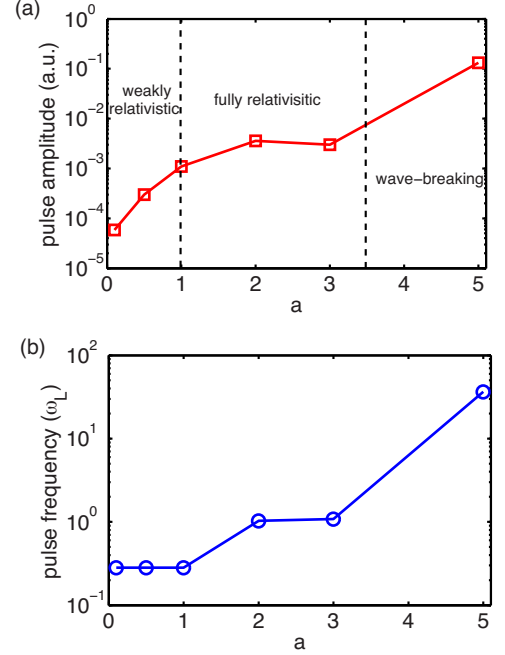 (a)
pulse amplitude (a.u.)
10^0
10^-1
10^-2
10^-3
10^-4
10^-5
weakly
relativistic
fully relativisitic
wave-breaking
0 1 2 3 4 5
a
(b)
pulse frequency (ω_L)
10^2
10^1
10^0
10^-1
0 1 2 3 4 5
a